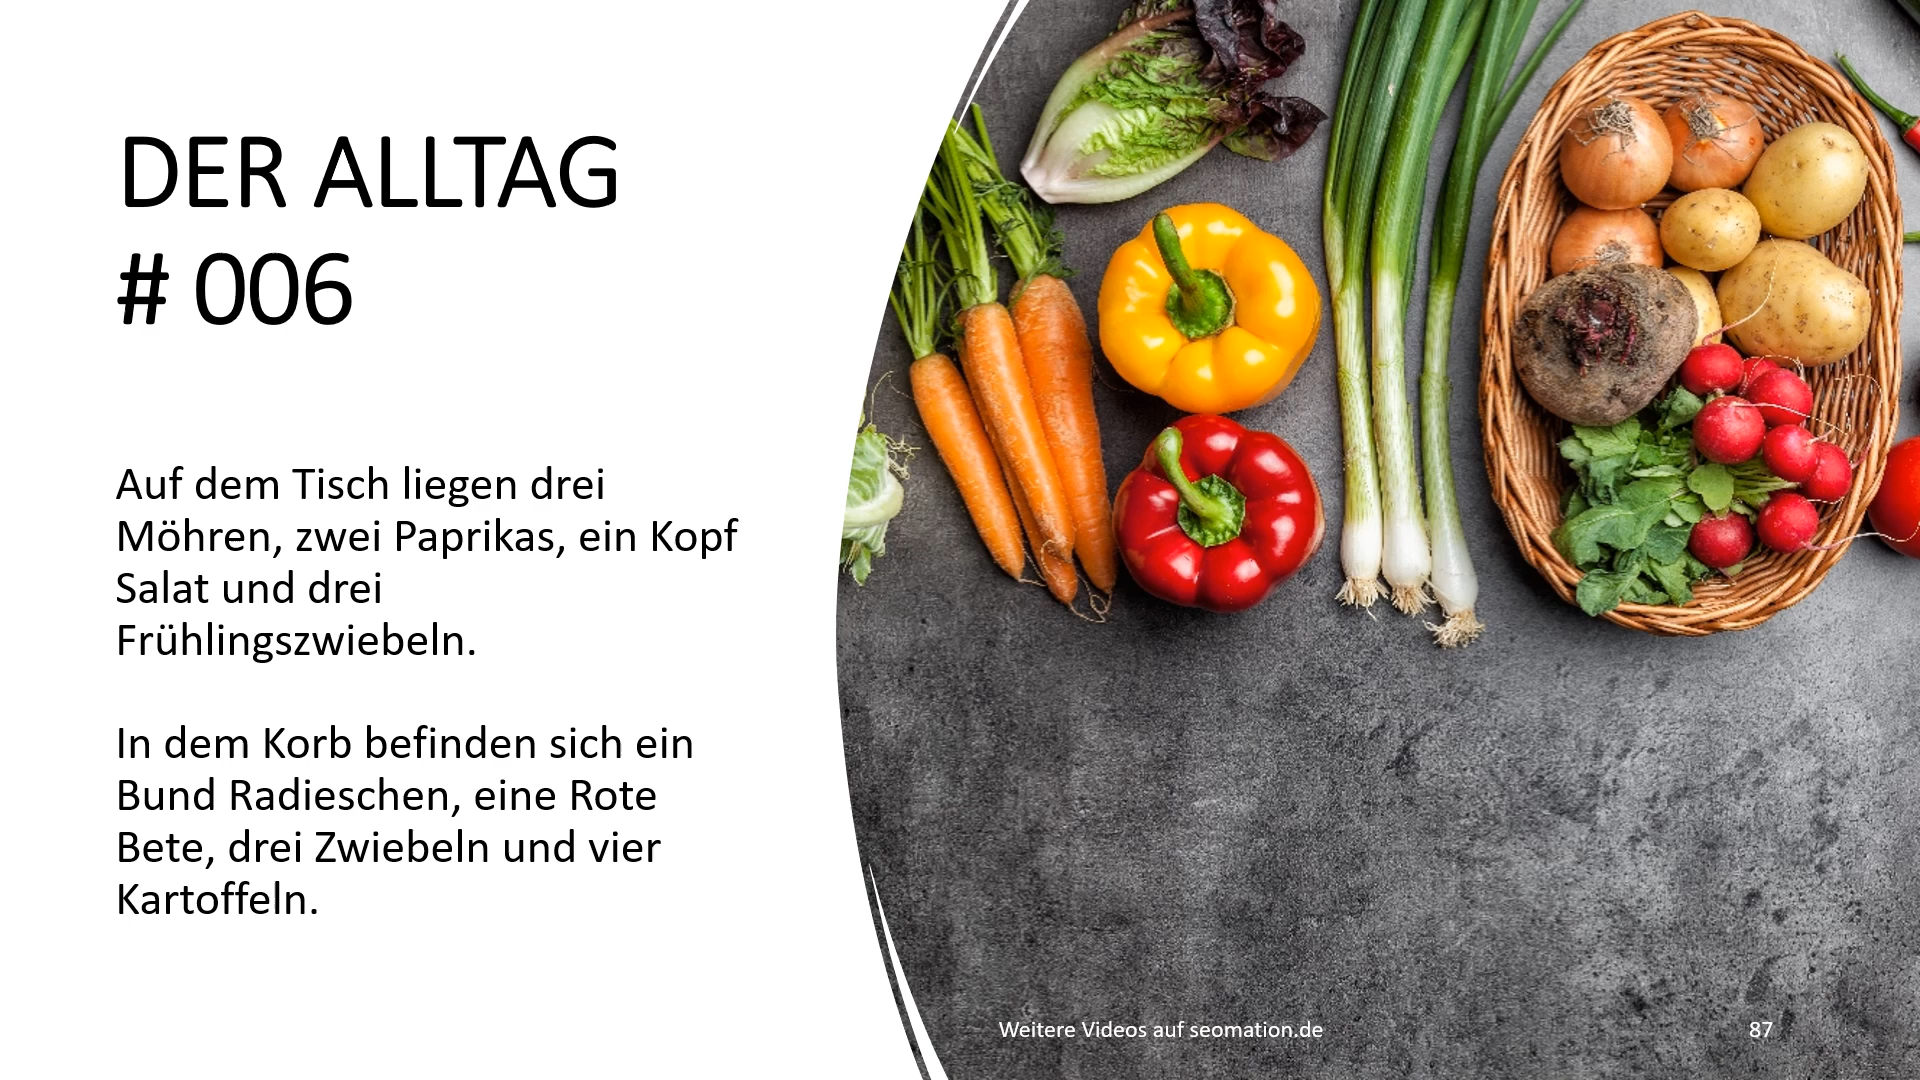 DER ALLTAG
# 006
Auf dem Tisch liegen drei
Möhren, zwei Paprikas, ein Kopf
Salat und drei
Frühlingszwiebeln.
In dem Korb befinden sich ein
Bund Radieschen, eine Rote
Bete, drei Zwiebeln und vier
Kartoffeln.
Weitere Videos auf seomation.de
87